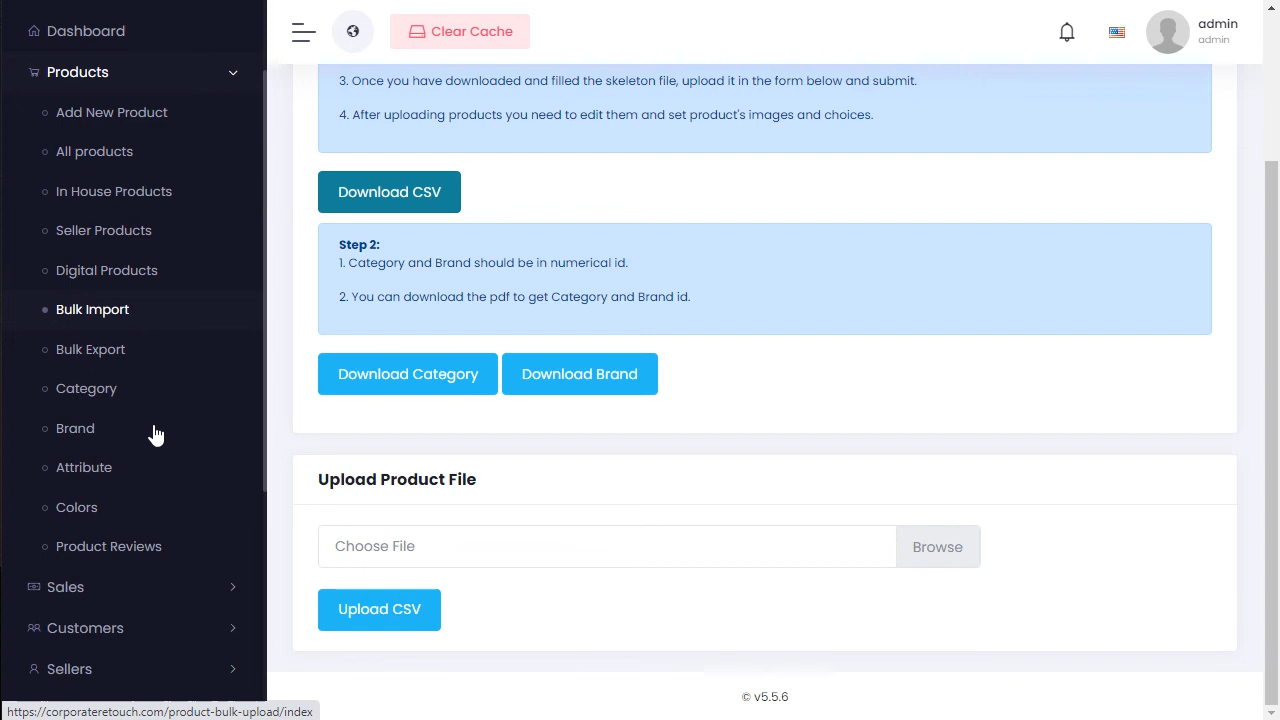 Dashboard
Products
Add New Product
All products
In House Products
Seller Products
Digital Products
Bulk Import
Bulk Export
Category
Brand
Attribute
Colors
Product Reviews
Sales
Customers
Sellers
https://corporateretouch.com/product-bulk-upload/index
Clear Cache
admin
admin
3. Once you have downloaded and filled the skeleton file, upload it in the form below and submit.
4. After uploading products you need to edit them and set product's images and choices.
Download CSV
Step 2:
1. Category and Brand should be in numerical id.
2. You can download the pdf to get Category and Brand id.
Download Category
Download Brand
Upload Product File
Choose File
Browse
Upload CSV
© v5.5.6